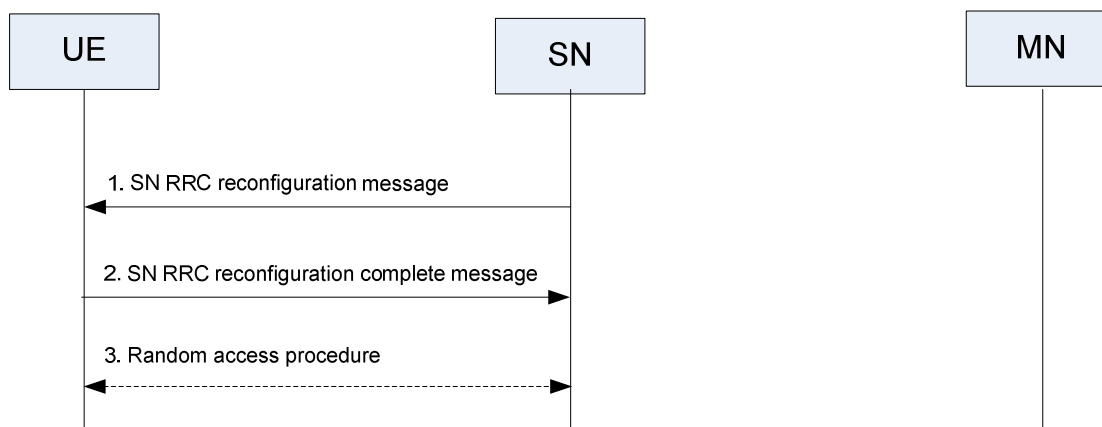 UE
SN
MN
1. SN RRC reconfiguration message
2. SN RRC reconfiguration complete message
3. Random access procedure